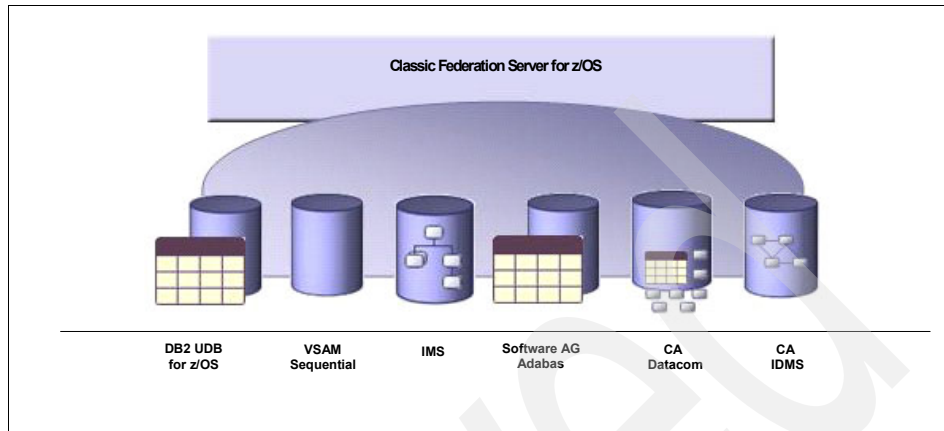 Classic Federation Server for z/OS
DB2 UDB
for z/OS
VSAM
Sequential
IMS
Software AG
Adabas
CA
Datacom
CA
IDMS